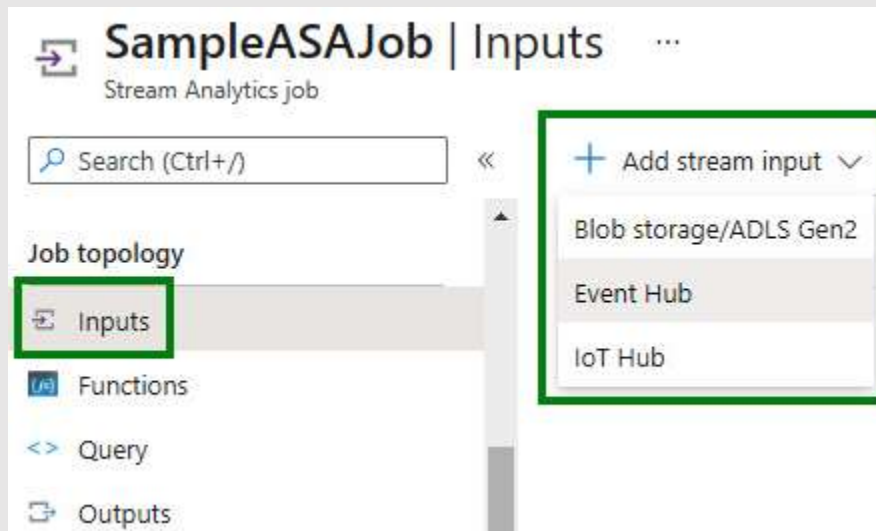 SampleASAJob | Inputs ...
Stream Analytics job
Search (Ctrl+/)
«
Job topology
Inputs
Functions
Query
Outputs
+ Add stream input
Blob storage/ADLS Gen2
Event Hub
IoT Hub